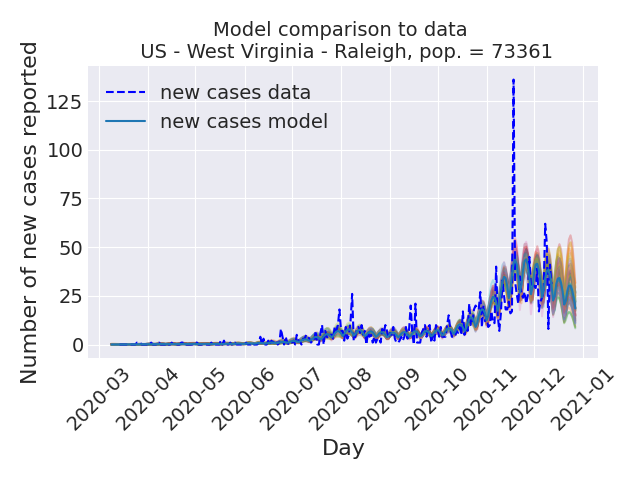 Model comparison to data
US - West Virginia - Raleigh, pop. = 73361
Number of new cases reported
new cases data
new cases model
125
100
75
50
25
0
2020-03
2020-04
2020-05
2020-06
2020-07
2020-08
2020-09
2020-10
2020-11
2020-12
2021-01
Day